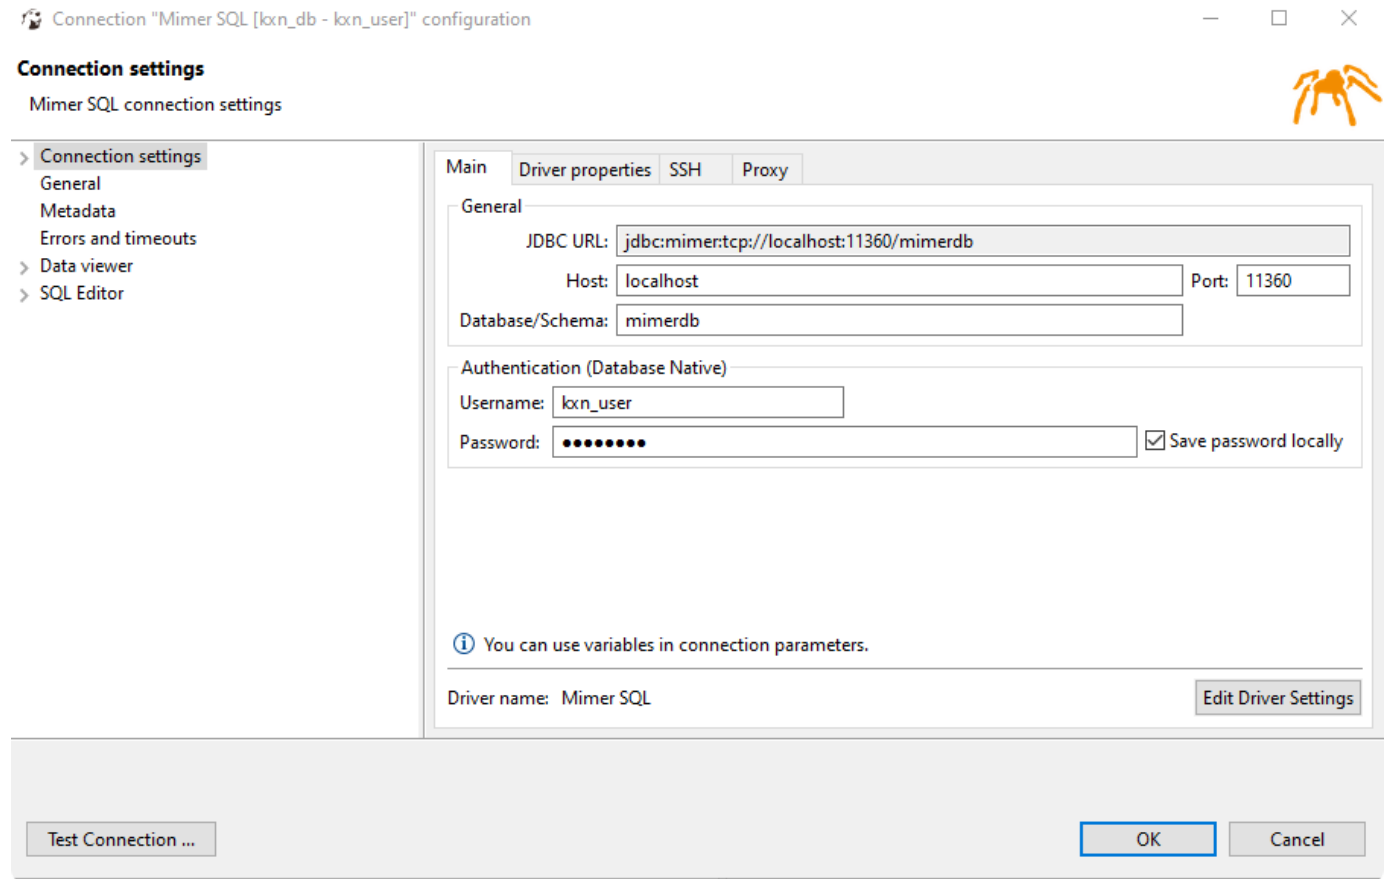 Connection "Mimer SQL [kxn_db - kxn_user]" configuration
Connection settings
Mimer SQL connection settings
Connection settings
General
Metadata
Errors and timeouts
Data viewer
SQL Editor
Main Driver properties SSH Proxy
General
JDBC URL: jdbc:mimer:tcp://localhost:11360/mimerdb
Host: localhost Port: 11360
Database/Schema: mimerdb
Authentication (Database Native)
Username: kxn_user
Password: ●●●●●●●● Save password locally
You can use variables in connection parameters.
Driver name: Mimer SQL Edit Driver Settings
Test Connection ... OK Cancel